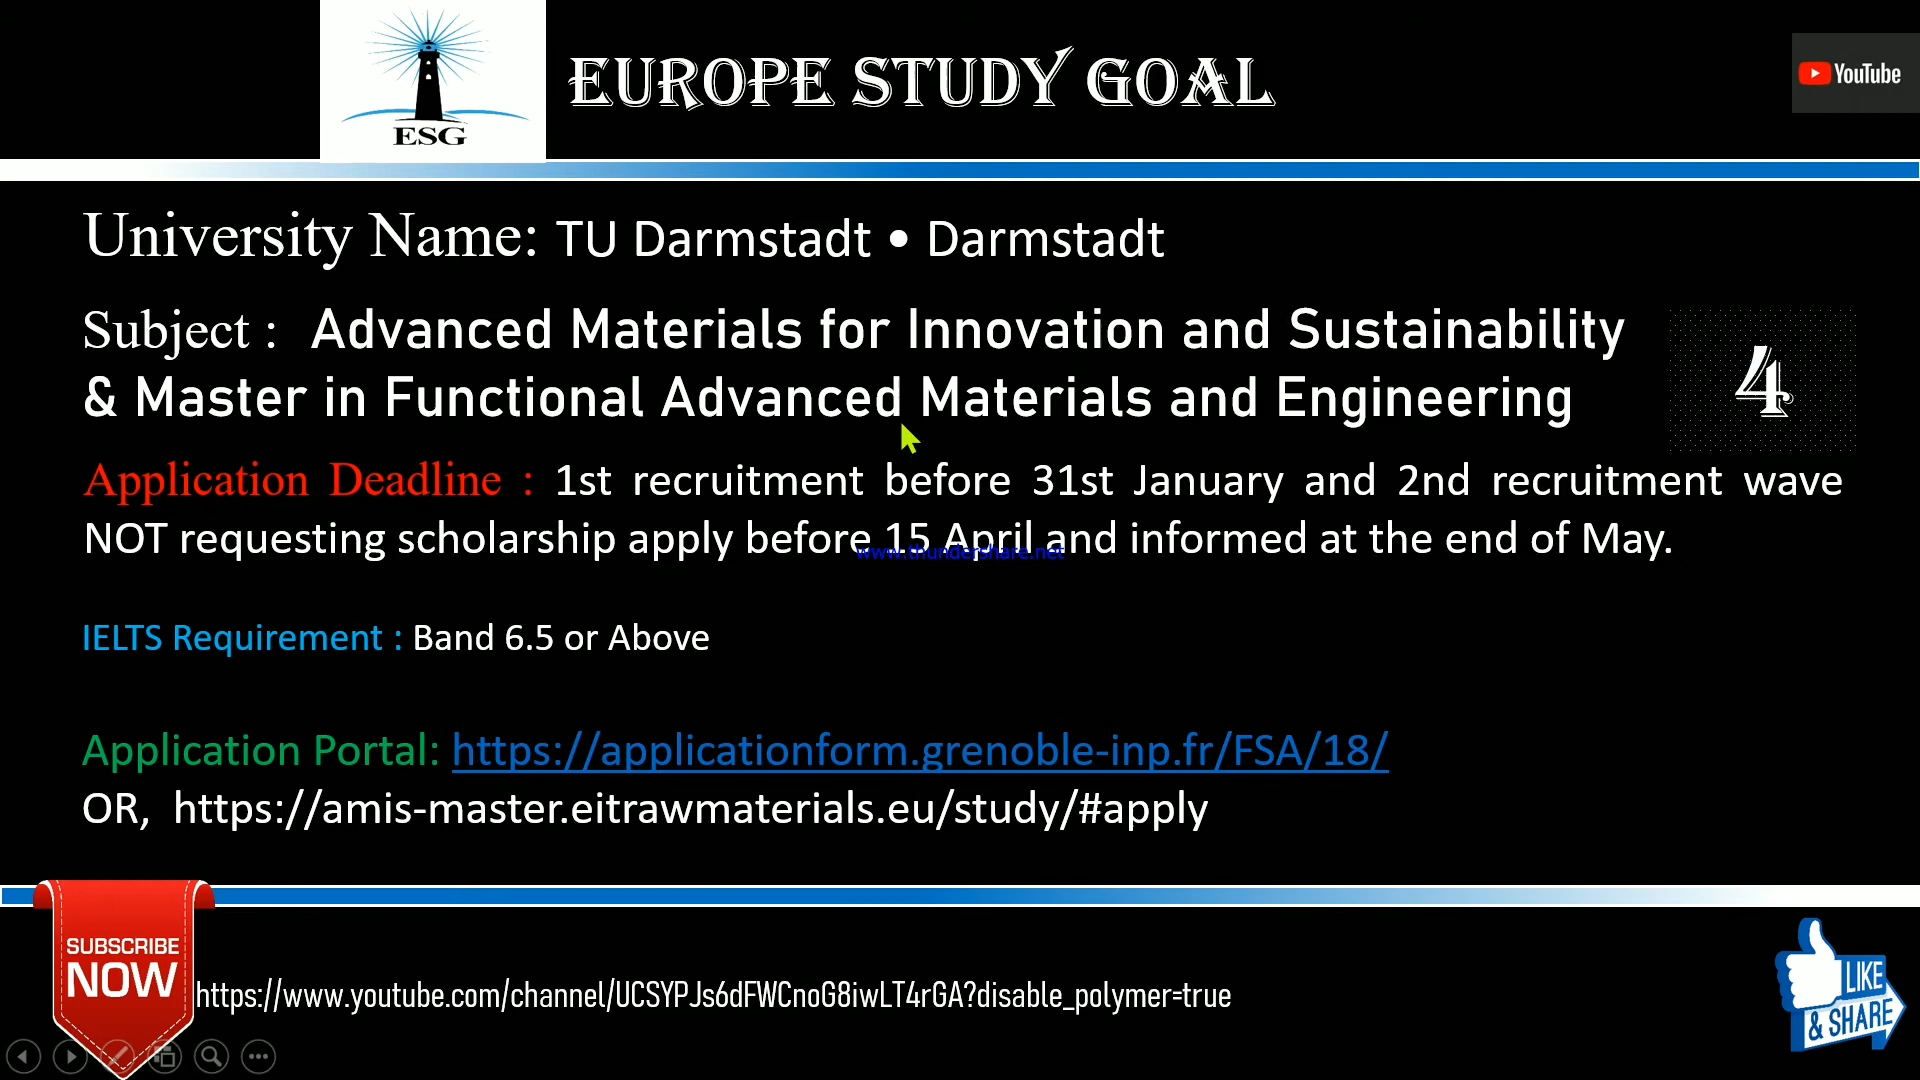 ESG
EUROPE STUDY GOAL
YouTube
University Name: TU Darmstadt • Darmstadt
Subject : Advanced Materials for Innovation and Sustainability
& Master in Functional Advanced Materials and Engineering
4
Application Deadline : 1st recruitment before 31st January and 2nd recruitment wave
NOT requesting scholarship apply before 15 April and informed at the end of May.
www.thundershare.net
IELTS Requirement : Band 6.5 or Above
Application Portal: https://applicationform.grenoble-inp.fr/FSA/18/
OR, https://amis-master.eitrawmaterials.eu/study/#apply
SUBSCRIBE
NOW
https://www.youtube.com/channel/UCSYPJs6dFWCnoG8iwLT4rGA?disable_polymer=true
LIKE
& SHARE